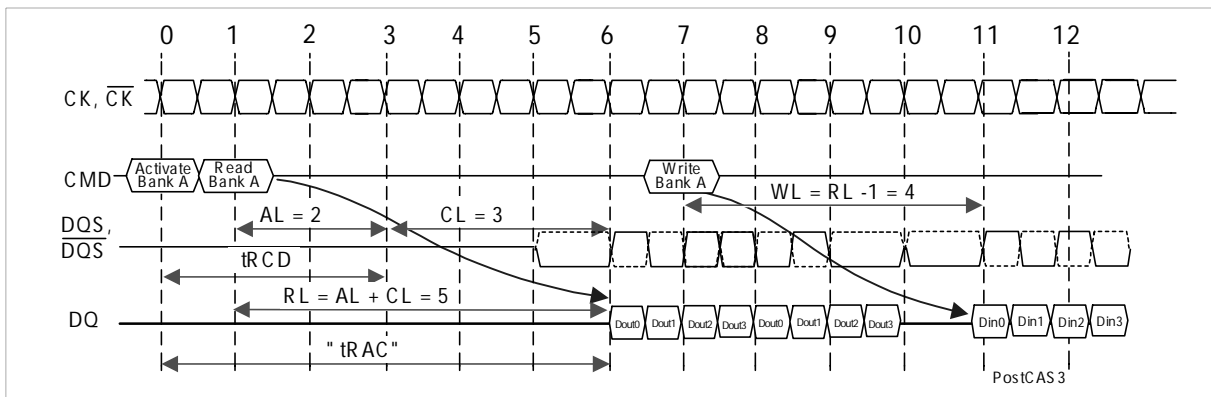 0 1 2 3 4 5 6 7 8 9 10 11 12
CK, CK
CMD Activate Read Write
Bank A Bank A Bank A
WL = RL -1 = 4
DQS, AL = 2 CL = 3
DQS
tRCD
RL = AL + CL = 5
DQ Dout0 Dout1 Dout2 Dout3 Dout0 Dout1 Dout2 Dout3 Din0 Din1 Din2 Din3
" tRAC"
PostCAS3